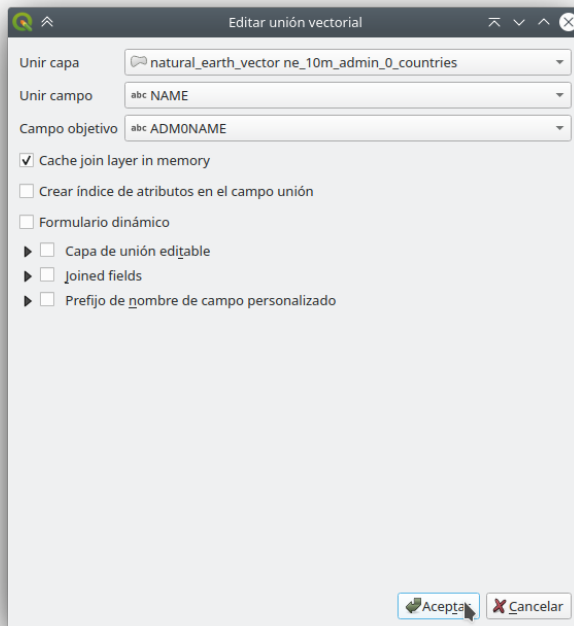 Editar unión vectorial
Unir capa natural_earth_vector ne_10m_admin_0_countries
Unir campo abc NAME
Campo objetivo abc ADM0NAME
Cache join layer in memory
Crear índice de atributos en el campo unión
Formulario dinámico
Capa de unión editable
Joined fields
Prefijo de nombre de campo personalizado
Aceptar Cancelar